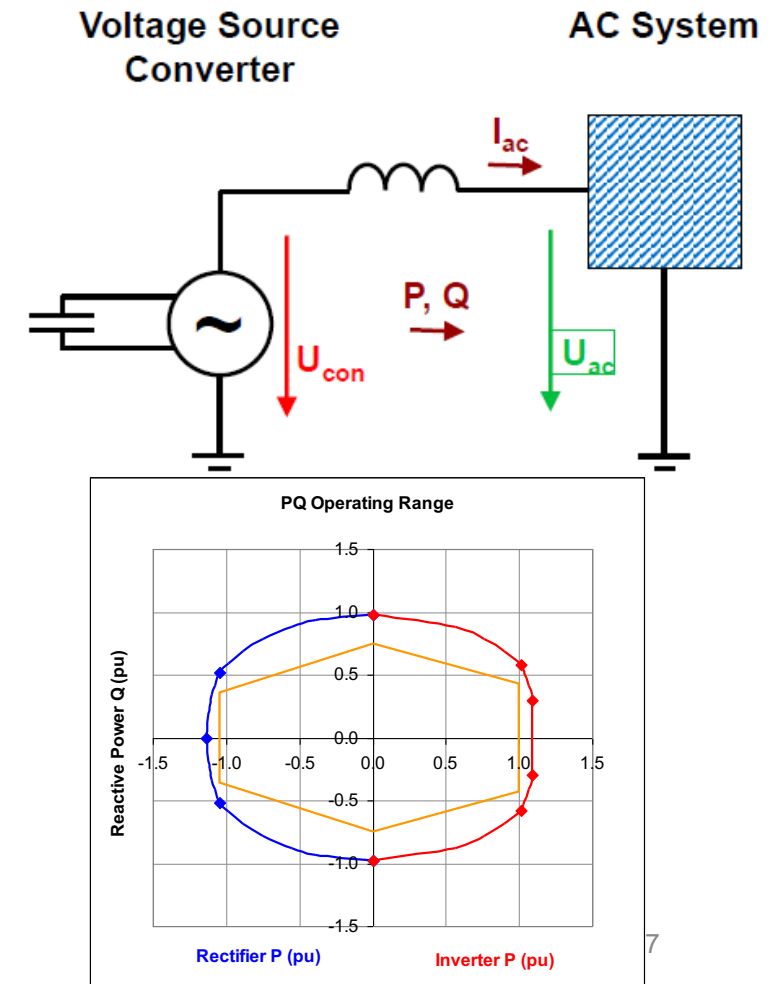 Voltage Source
Converter
AC System
Iac
~
P, Q
Ucon
Uac
PQ Operating Range
Reactive Power Q (pu)
1.5
1.0
0.5
0.0
-1.5 -1.0 -0.5 0.0 0.5 1.0 1.5
-0.5
-1.0
-1.5
Rectifier P (pu)
Inverter P (pu)
7